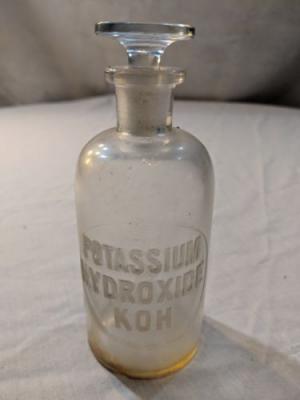 POTASSIUM
HYDROXIDE
KOH